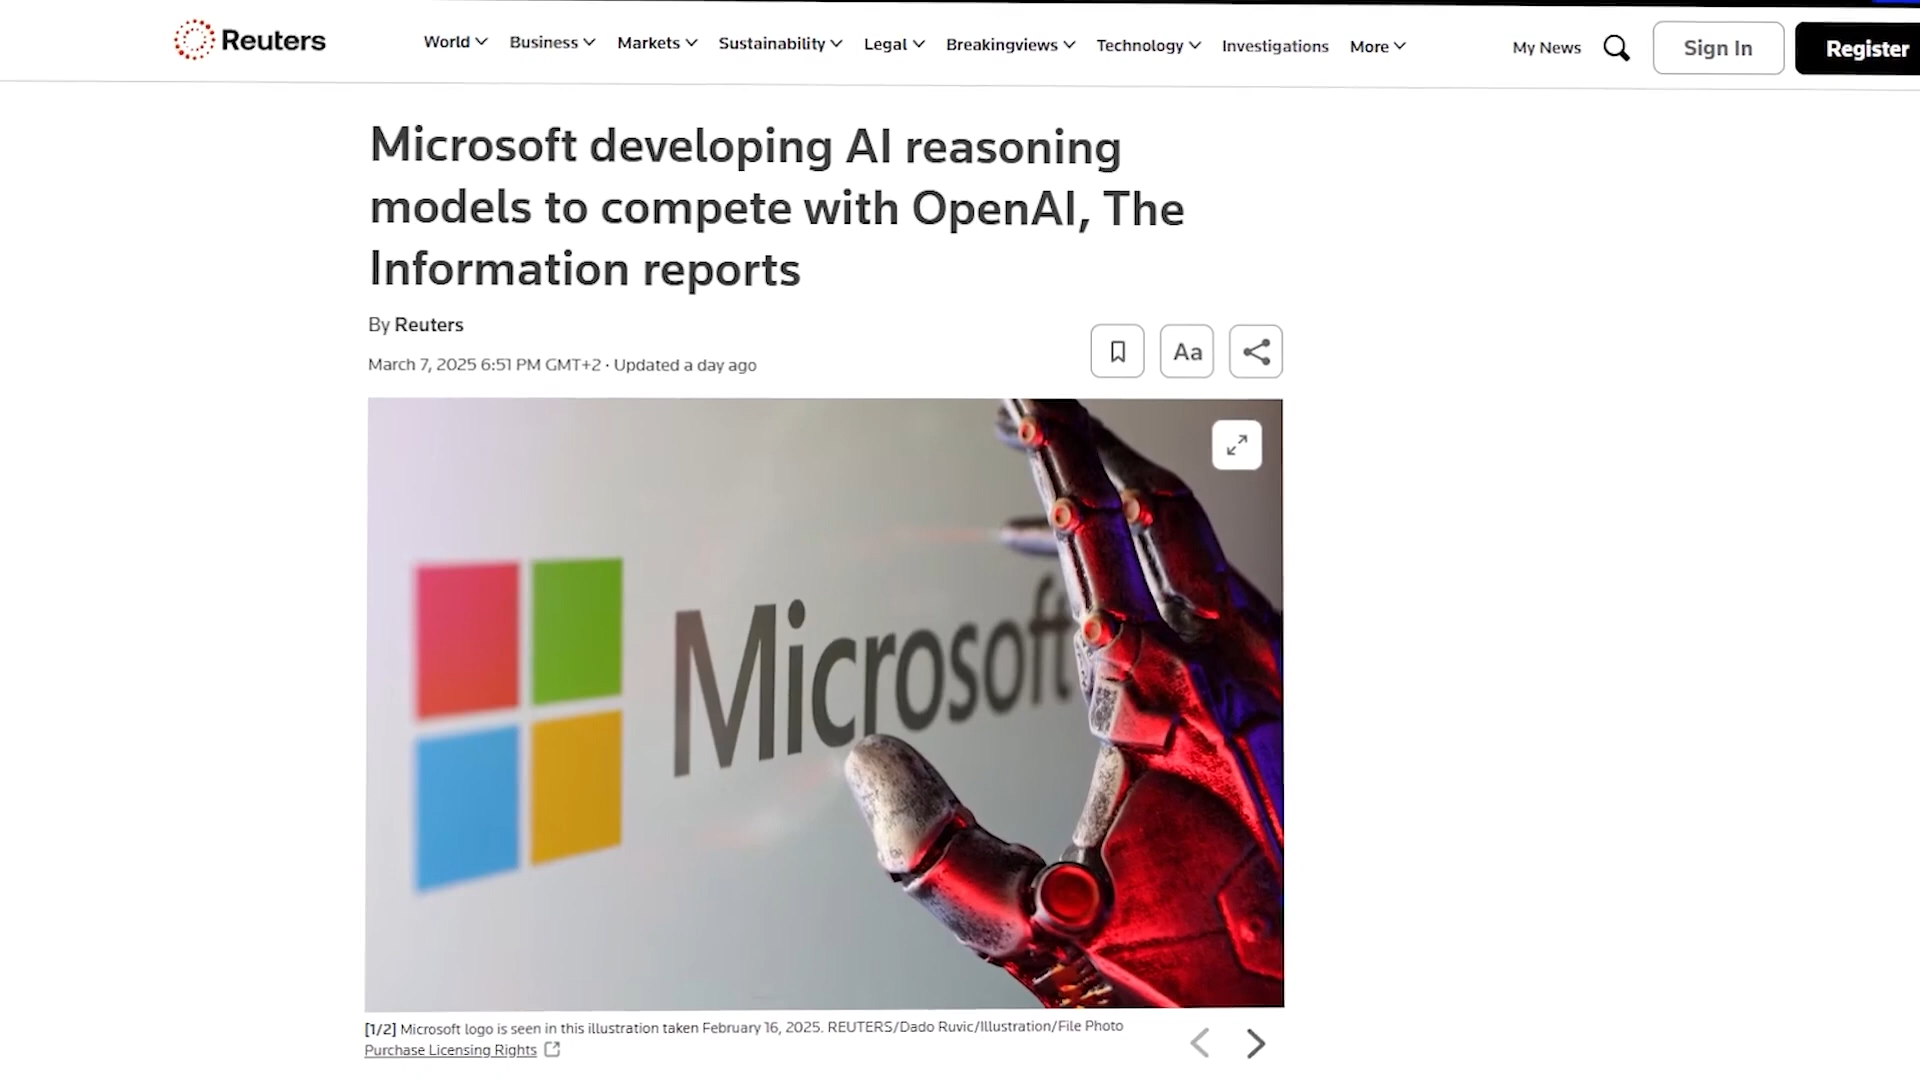 Reuters World Business Markets Sustainability Legal Breakingviews Technology Investigations More My News Sign In Register
Microsoft developing AI reasoning
models to compete with OpenAI, The
Information reports
By Reuters
March 7, 2025 6:51 PM GMT+2 · Updated a day ago
Aa
Microsoft
[1/2] Microsoft logo is seen in this illustration taken February 16, 2025. REUTERS/Dado Ruvic/Illustration/File Photo
Purchase Licensing Rights